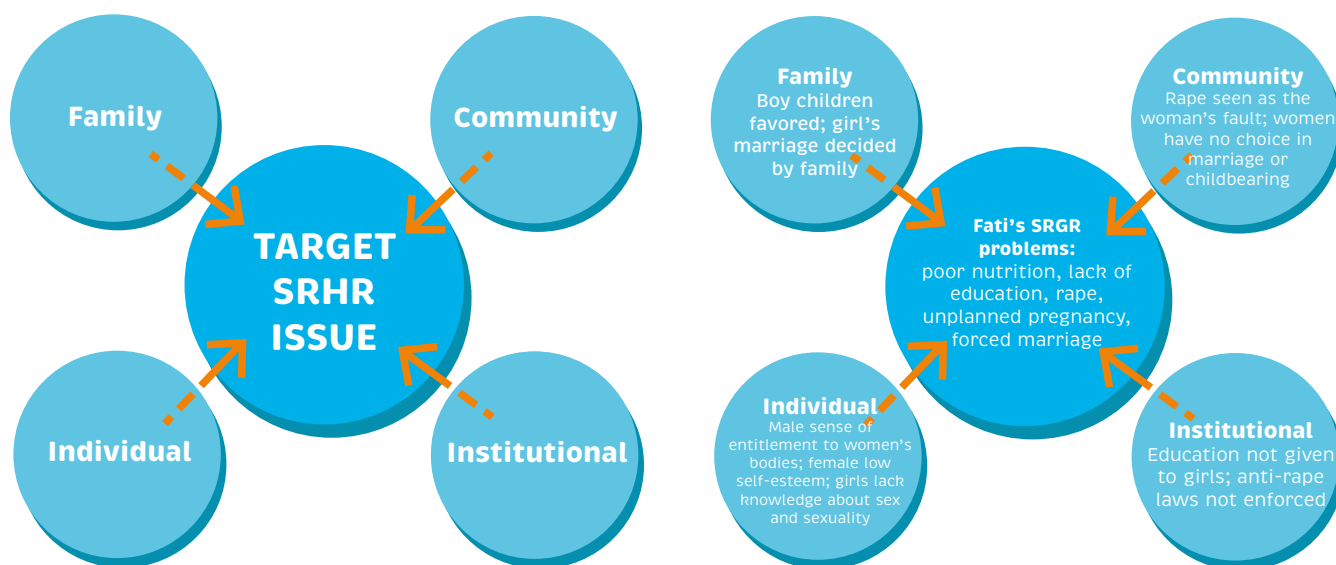 Family
Community
TARGET
SRHR
ISSUE
Individual
Institutional
Family
Boy children
favored; girl's
marriage decided
by family
Community
Rape seen as the
woman's fault; women
have no choice in
marriage or
childbearing
Fati's SRGR
problems:
poor nutrition, lack of
education, rape,
unplanned pregnancy,
forced marriage
Individual
Male sense of
entitlement to women's
bodies; female low
self-esteem; girls lack
knowledge about sex
and sexuality
Institutional
Education not given
to girls; anti-rape
laws not enforced